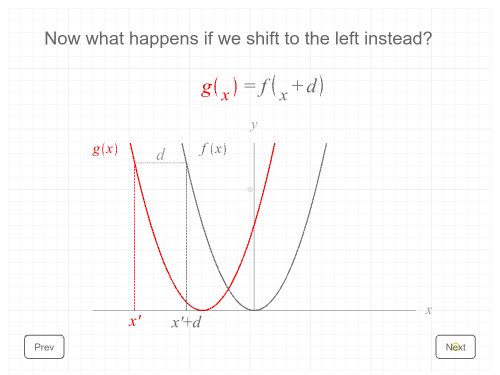 Now what happens if we shift to the left instead?
g(x) = f(x + d)
y
g(x)
d
f(x)
x
x'
x'+d
Prev
Next